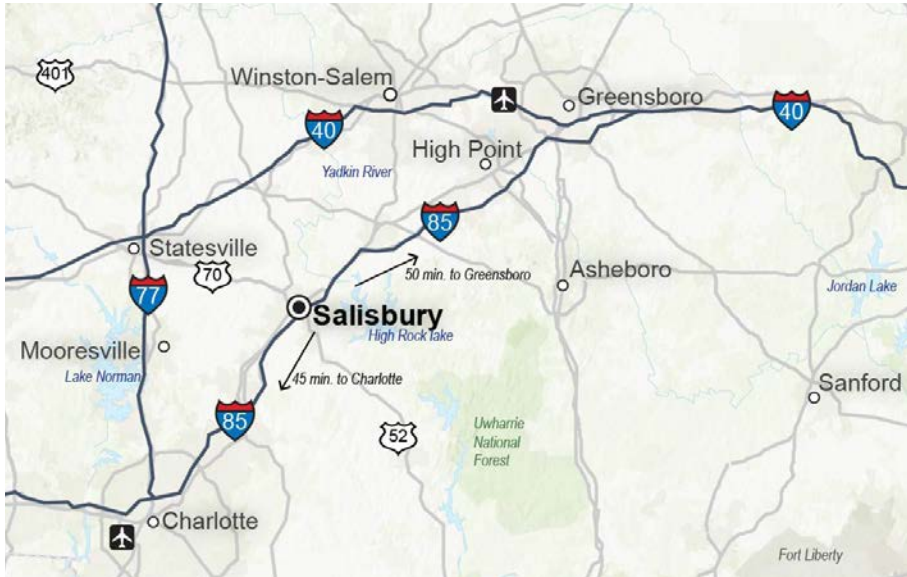 401
Winston-Salem
Greensboro
40
40
High Point
Yadkin River
85
Statesville
70
50 min. to Greensboro
Asheboro
Jordan Lake
77
Salisbury
High Rock lake
Mooresville
Lake Norman
45 min. to Charlotte
Sanford
85
52
Uwharrie
National
Forest
Charlotte
Fort Liberty